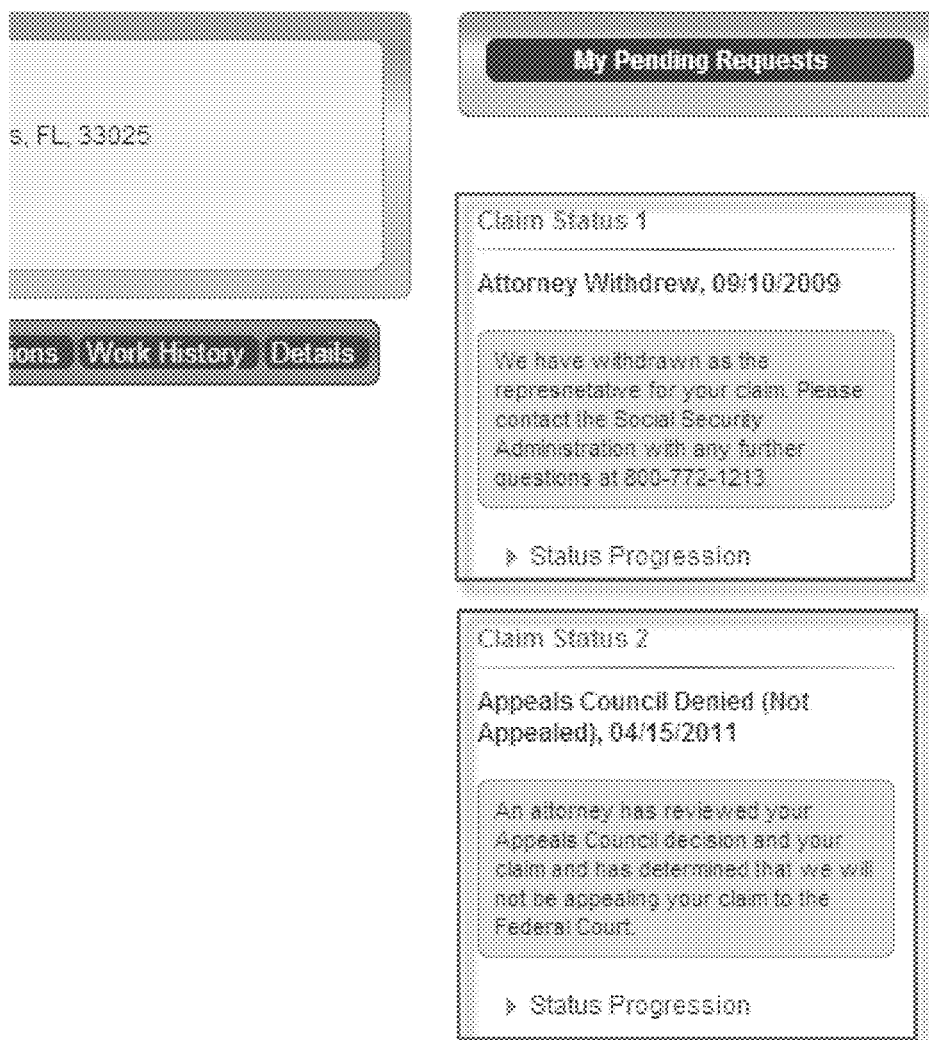 s, FL, 33025
ions Work History Details
My Pending Requests
Claim Status 1
Attorney Withdrew, 09/10/2009
We have withdrawn as the
represnetative for your claim. Please
contact the Social Security
Administration with any further
questions at 800-772-1213
Status Progression
Claim Status 2
Appeals Council Denied (Not
Appealed), 04/15/2011
An attorney has reviewed your
Appeals Council decision and your
claim and has determined that we will
not be appealing your claim to the
Federal Court.
Status Progression